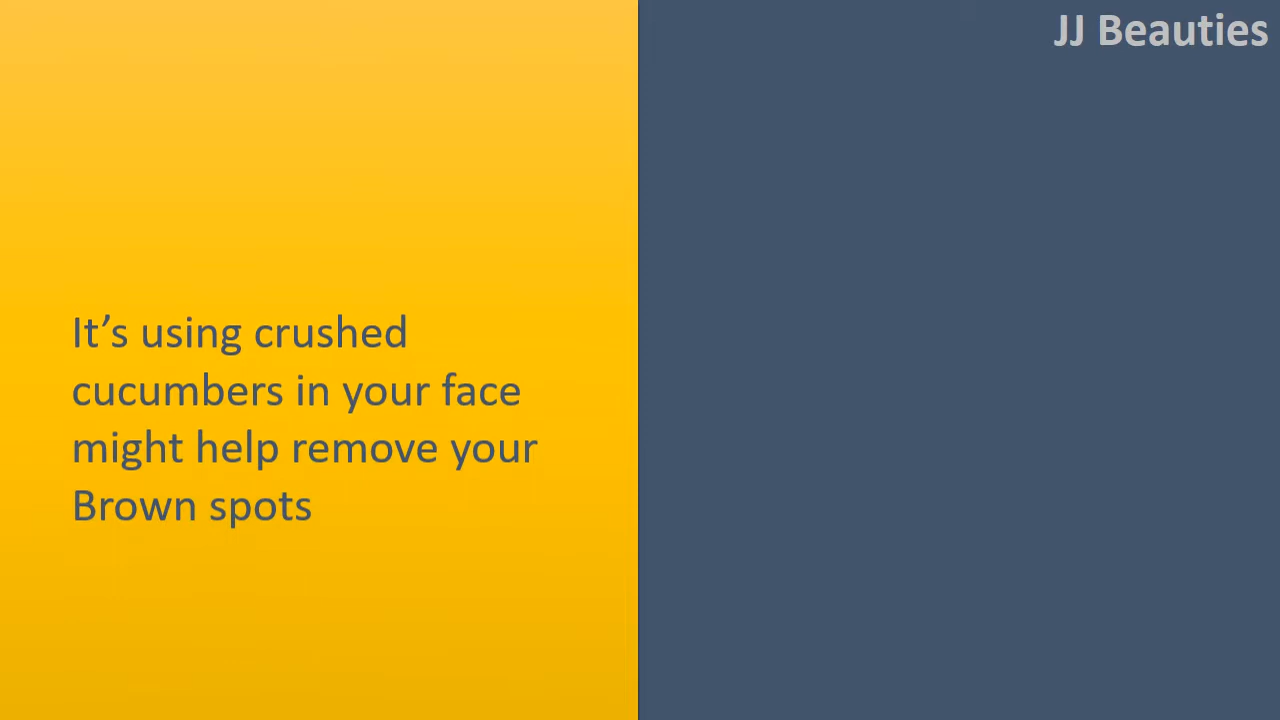 JJ Beauties
It’s using crushed
cucumbers in your face
might help remove your
Brown spots